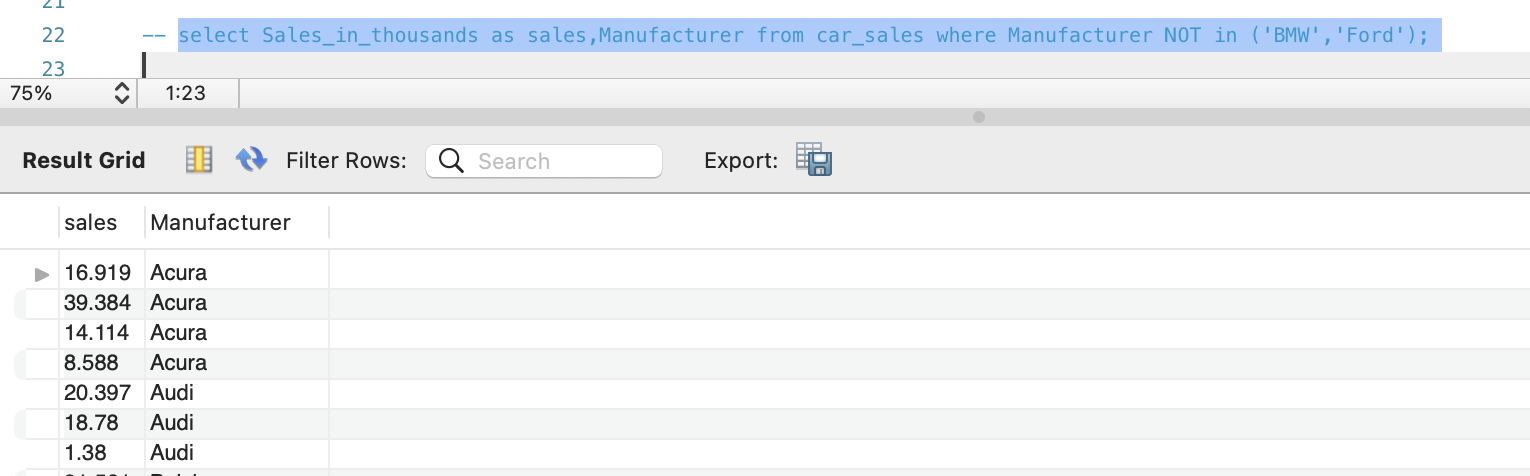 21
22 -- select Sales_in_thousands as sales,Manufacturer from car_sales where Manufacturer NOT in ('BMW','Ford');
23
75% 1:23
Result Grid Filter Rows: Search Export:
sales Manufacturer
16.919 Acura
39.384 Acura
14.114 Acura
8.588 Acura
20.397 Audi
18.78 Audi
1.38 Audi